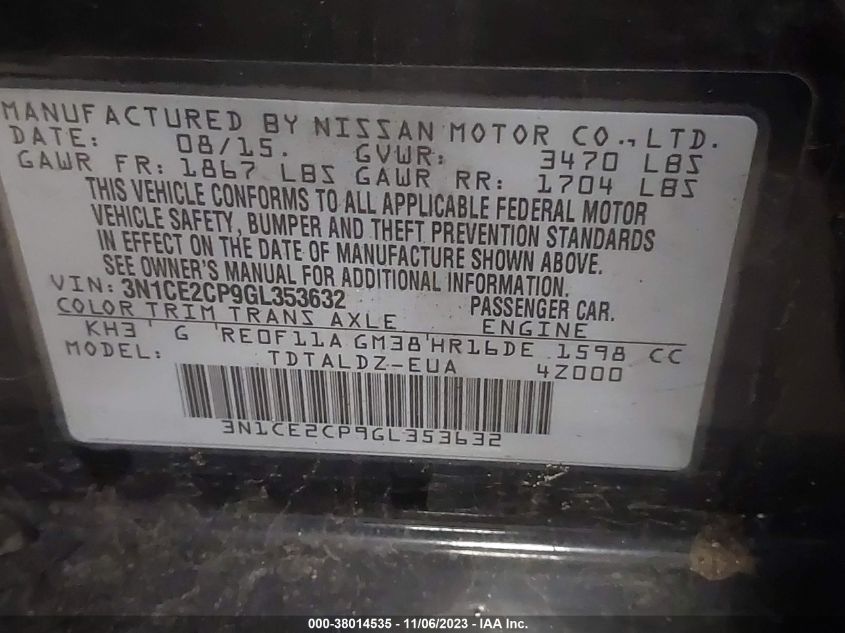 MANUFACTURED BY NISSAN MOTOR CO., LTD.
DATE: 08/15. GVWR: 3470 LBS
GAWR FR: 1867 LBS GAWR RR: 1704 LBS
THIS VEHICLE CONFORMS TO ALL APPLICABLE FEDERAL MOTOR
VEHICLE SAFETY, BUMPER AND THEFT PREVENTION STANDARDS
IN EFFECT ON THE DATE OF MANUFACTURE SHOWN ABOVE.
SEE OWNER'S MANUAL FOR ADDITIONAL INFORMATION.
VIN: 3N1CE2CP9GL353632 PASSENGER CAR.
COLOR TRIM TRANS AXLE ENGINE
KH3 ' G 'RE0F11A GM38'HR16DE 1598 CC
MODEL: TDTALDZ-EUA 4Z000
3N1CE2CP9GL353632
000-38014535 - 11/06/2023 - IAA Inc.